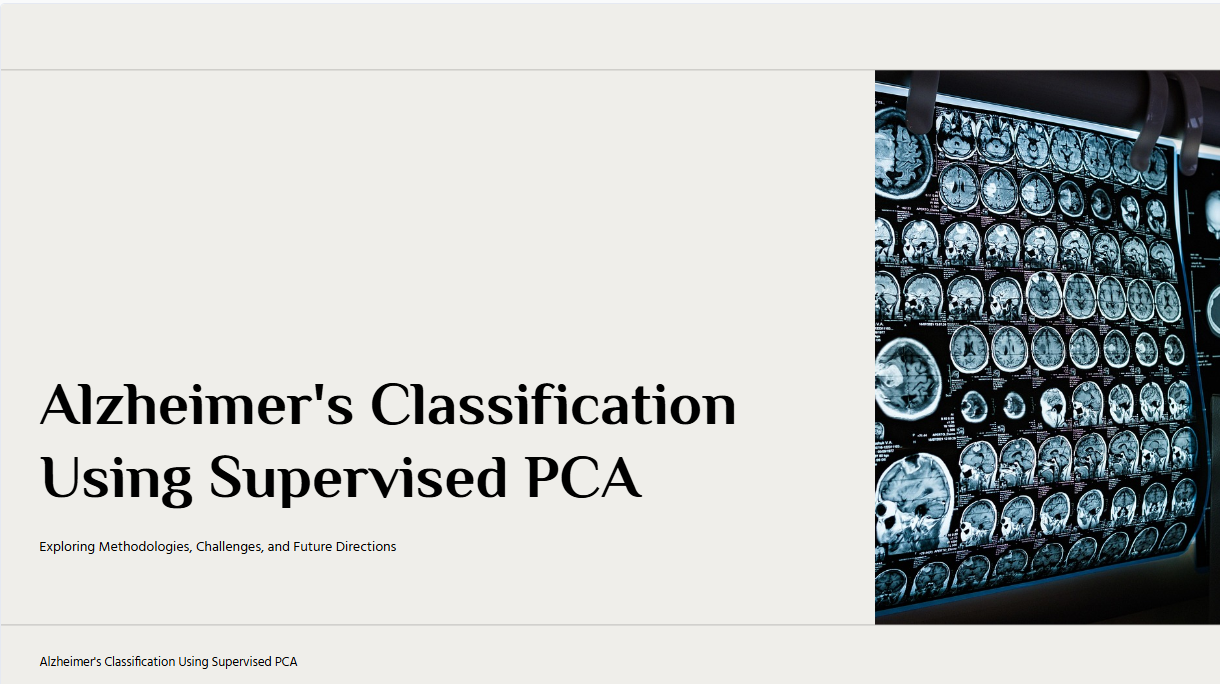 Alzheimer's Classification
Using Supervised PCA
Exploring Methodologies, Challenges, and Future Directions
Alzheimer's Classification Using Supervised PCA